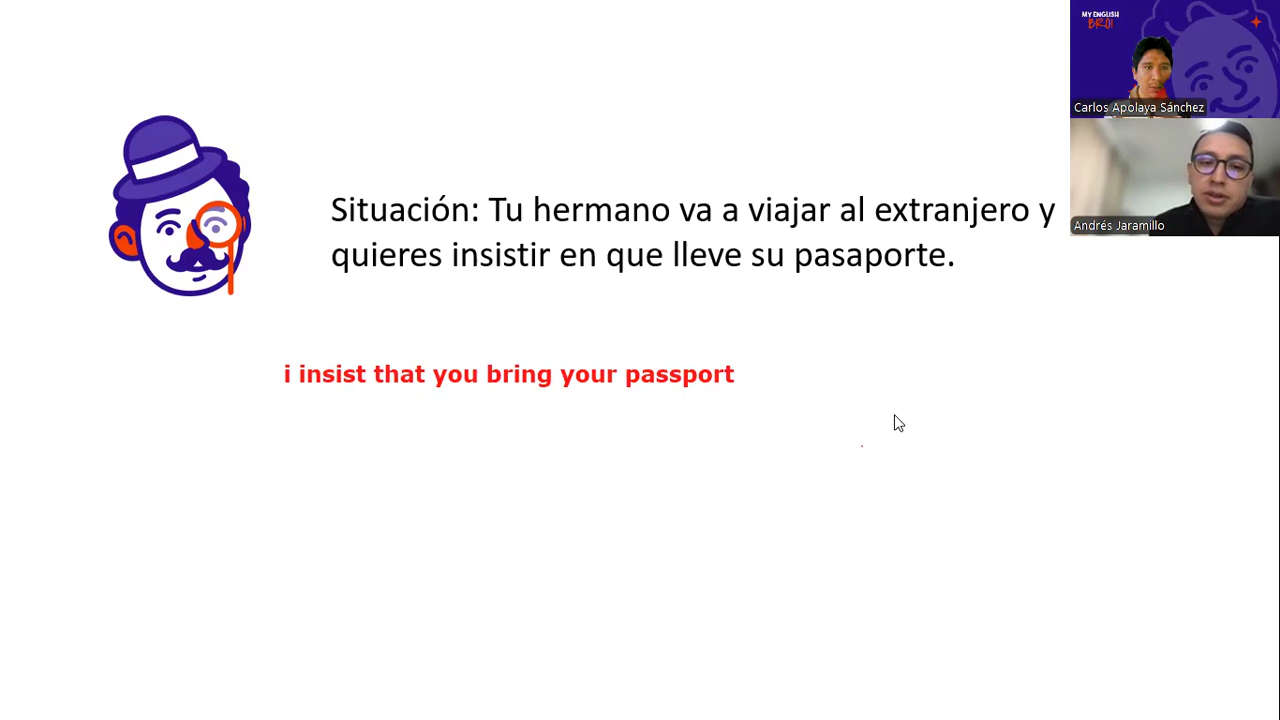 MY ENGLISH
BRO!
Carlos Apolaya Sánchez
Situación: Tu hermano va a viajar al extranjero y
quieres insistir en que lleve su pasaporte.
Andrés Jaramillo
i insist that you bring your passport